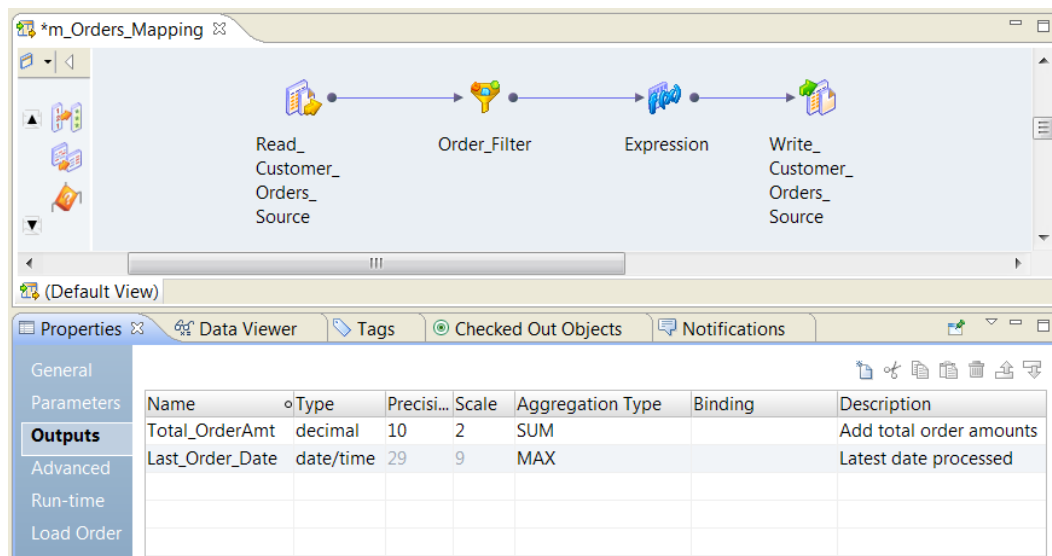 *m_Orders_Mapping
Read_
Customer_
Orders_
Source
Order_Filter
Expression
Write_
Customer_
Orders_
Source
(Default View)
Properties Data Viewer Tags Checked Out Objects Notifications
General
Parameters
Outputs
Advanced
Run-time
Load Order
Name Type Precisi... Scale Aggregation Type Binding Description
Total_OrderAmt decimal 10 2 SUM Add total order amounts
Last_Order_Date date/time 29 9 MAX Latest date processed